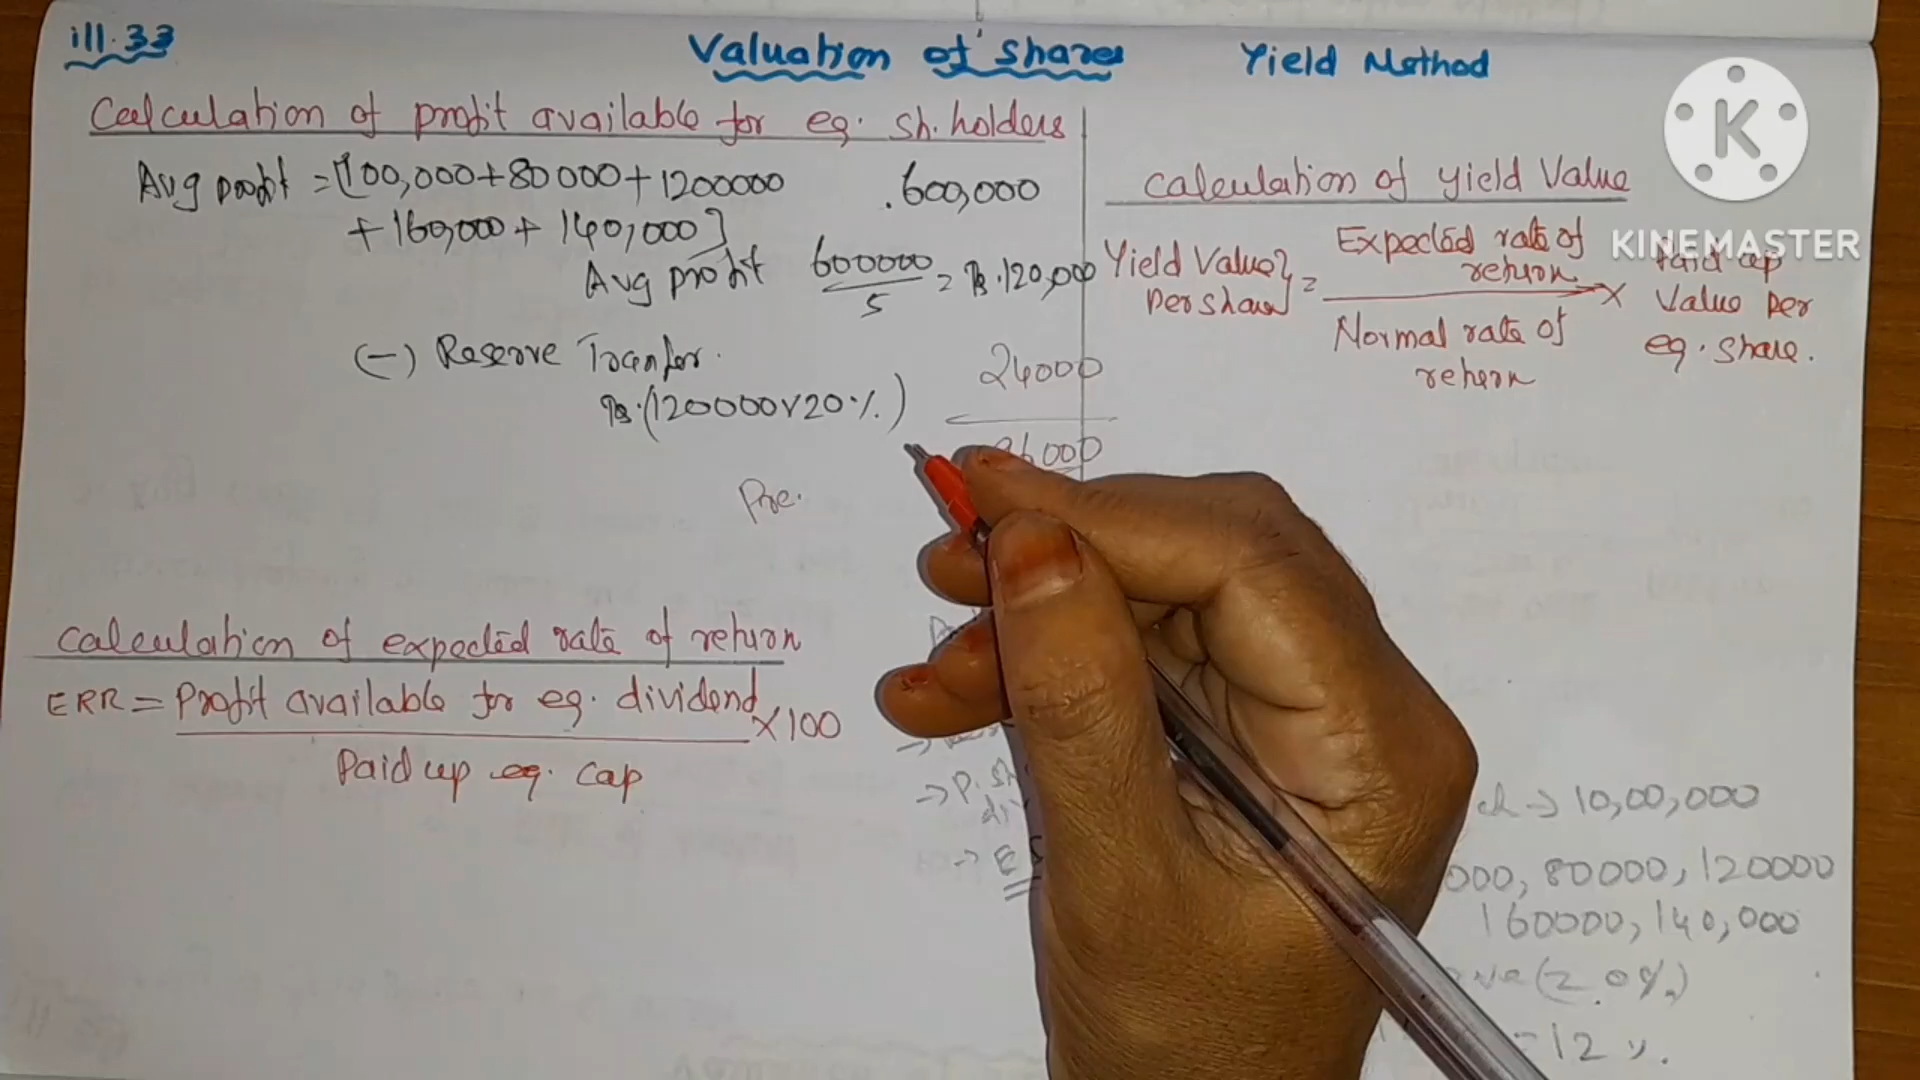 ill.33
Valuation of shares Yield Method
Calculation of profit available for eq. sh. holders
Avg profit = [100,000+80000+1200000 .600,000
+160,000+ 140,000]
Avg profit 600000 = Rs.120,000
5
(-) Reserve Transfer. 24000
Rs.(120000×20%)
96000
Pre.
Calculation of expected rate of return
ERR = Profit available for eq. dividend ×100
Paid up eq. cap
Calculation of yield Value
Yield Value per share = Expected rate of return × Paid up Value per eq. share.
Normal rate of return
KINEMASTER
→ P. sh
→ E
→ 10,00,000
000, 80000, 120000
160000, 140,000
(20%)
=12%.